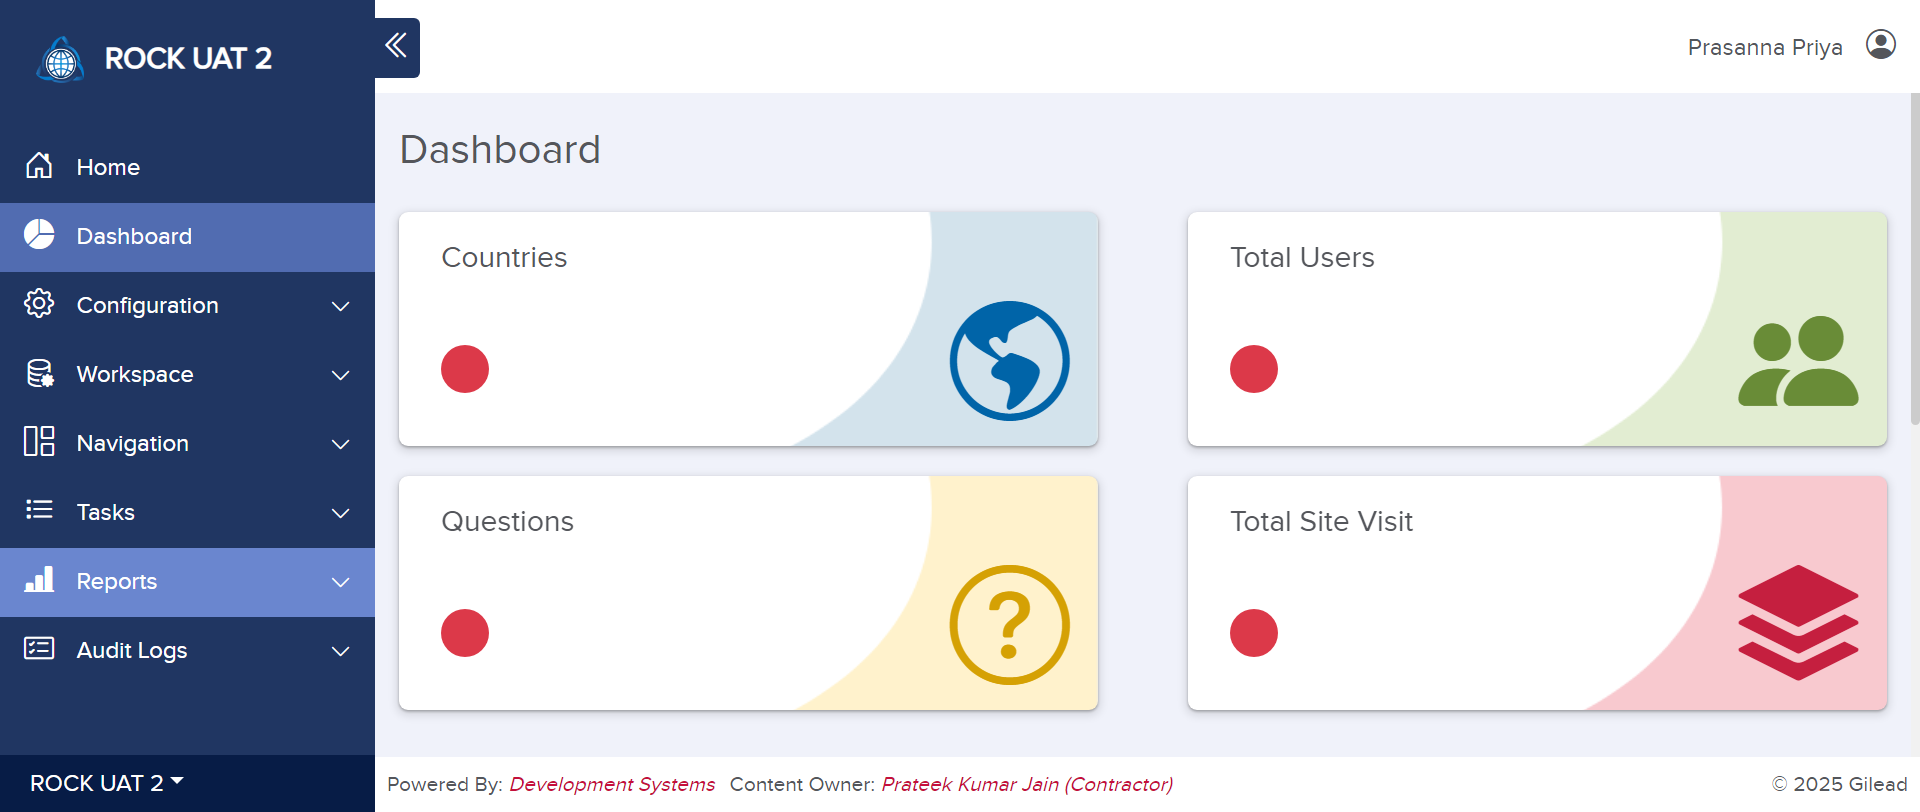 ROCK UAT 2
Prasanna Priya
Home
Dashboard
Configuration
Workspace
Navigation
Tasks
Reports
Audit Logs
ROCK UAT 2
Dashboard
Countries
Total Users
Questions
Total Site Visit
Powered By: Development Systems Content Owner: Prateek Kumar Jain (Contractor)
© 2025 Gilead